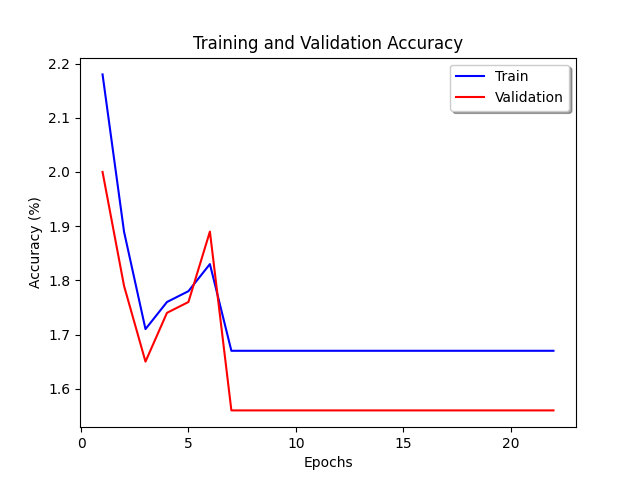 Training and Validation Accuracy
Train
Validation
Accuracy (%)
2.2
2.1
2.0
1.9
1.8
1.7
1.6
0 5 10 15 20
Epochs